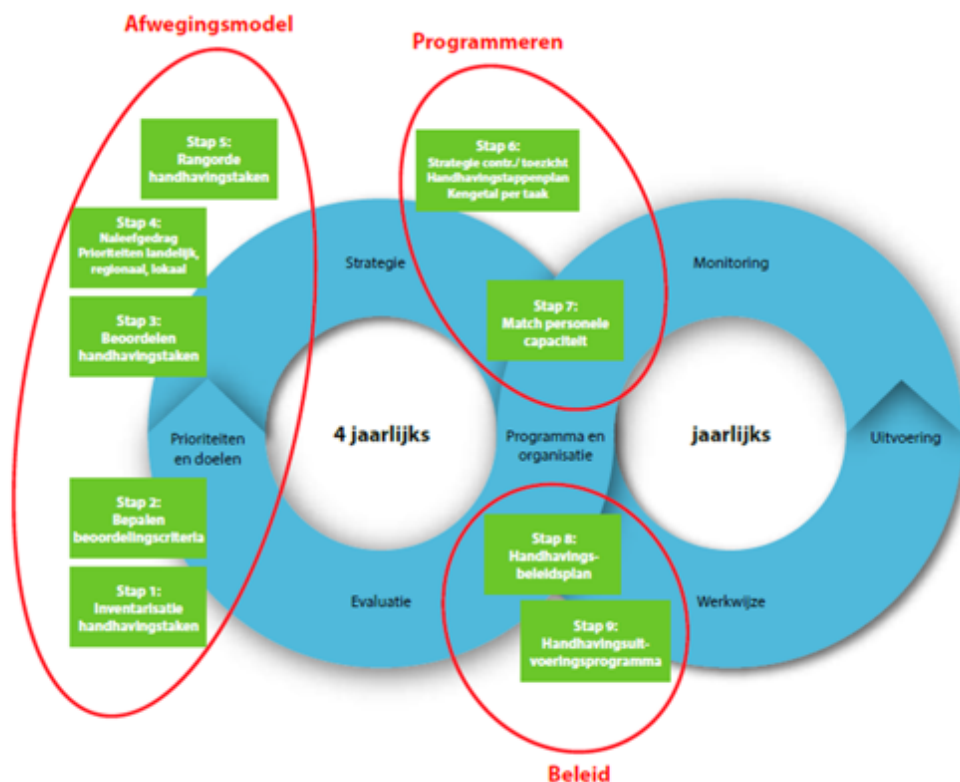 Afwegingsmodel
Programmeren
Stap 5:
Rangorde
handhavingstaken
Stap 6:
Strategie contr./ toezicht
Handhavingstappenplan
Kengetal per taak
Stap 4:
Naleefgedrag
Prioriteiten landelijk,
regionaal, lokaal
Strategie
Monitoring
Stap 3:
Beoordelen
handhavingstaken
Stap 7:
Match personele
capaciteit
Prioriteiten
en doelen
4 jaarlijks
Programma en
organisatie
jaarlijks
Uitvoering
Stap 2:
Bepalen
beoordelingscriteria
Stap 8:
Handhavings-
beleidsplan
Stap 1:
Inventarisatie
handhavingstaken
Evaluatie
Werkwijze
Stap 9:
Handhavingsuit-
voeringsprogramma
Beleid